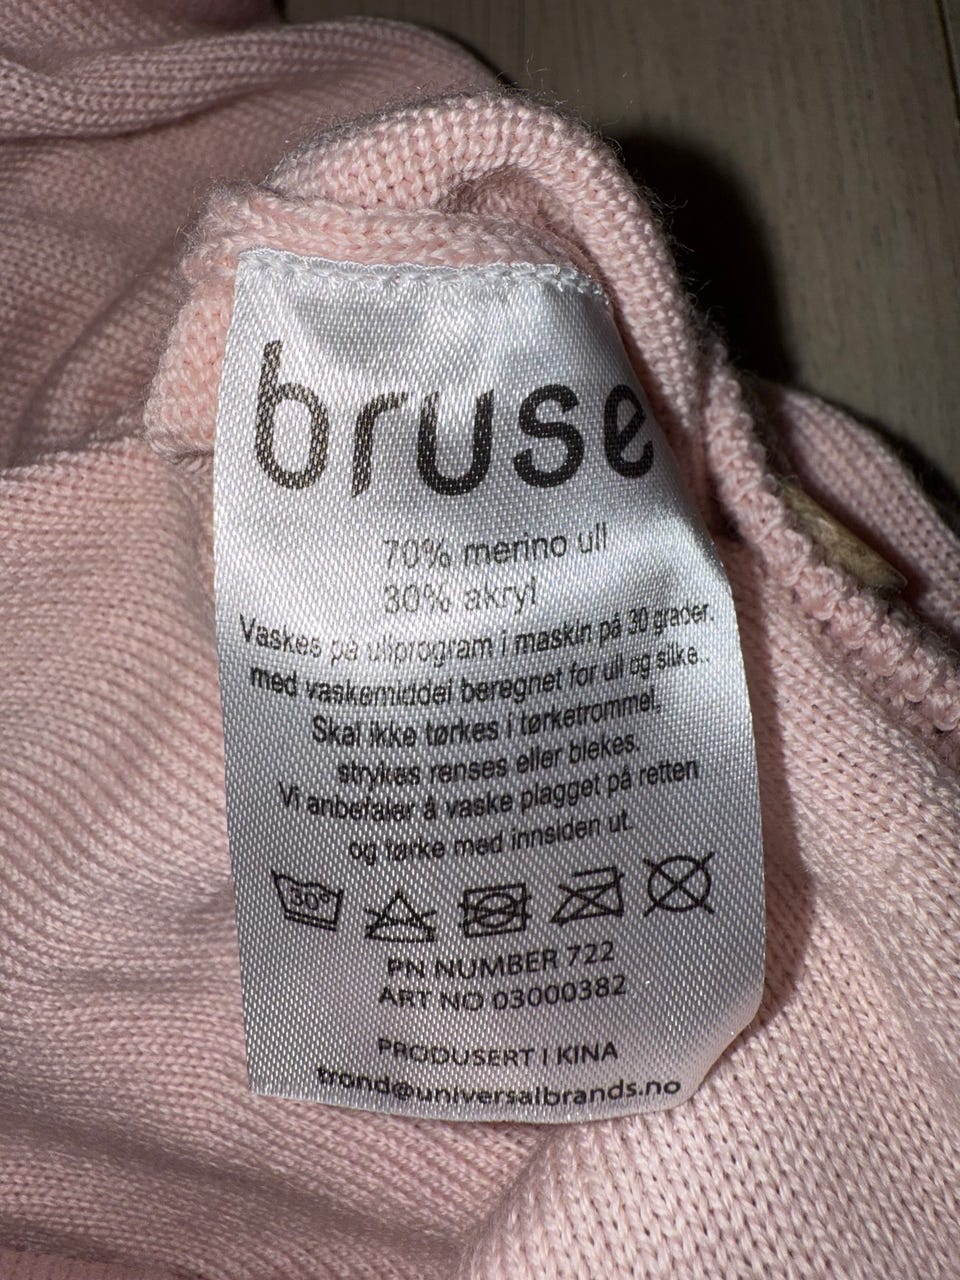 bruse
70% merino ull
30% akryl
Vaskes på ullprogram i maskin på 30 grader.
med vaskemiddel beregnet for ull og silke..
Skal ikke tørkes i tørketrommel.
strykes renses eller blekes.
Vi anbefaler å vaske plagget på retten
og tørke med innsiden ut.
30°
PN NUMBER 722
ART NO 03000382
PRODUSERT I KINA
trond@universalbrands.no